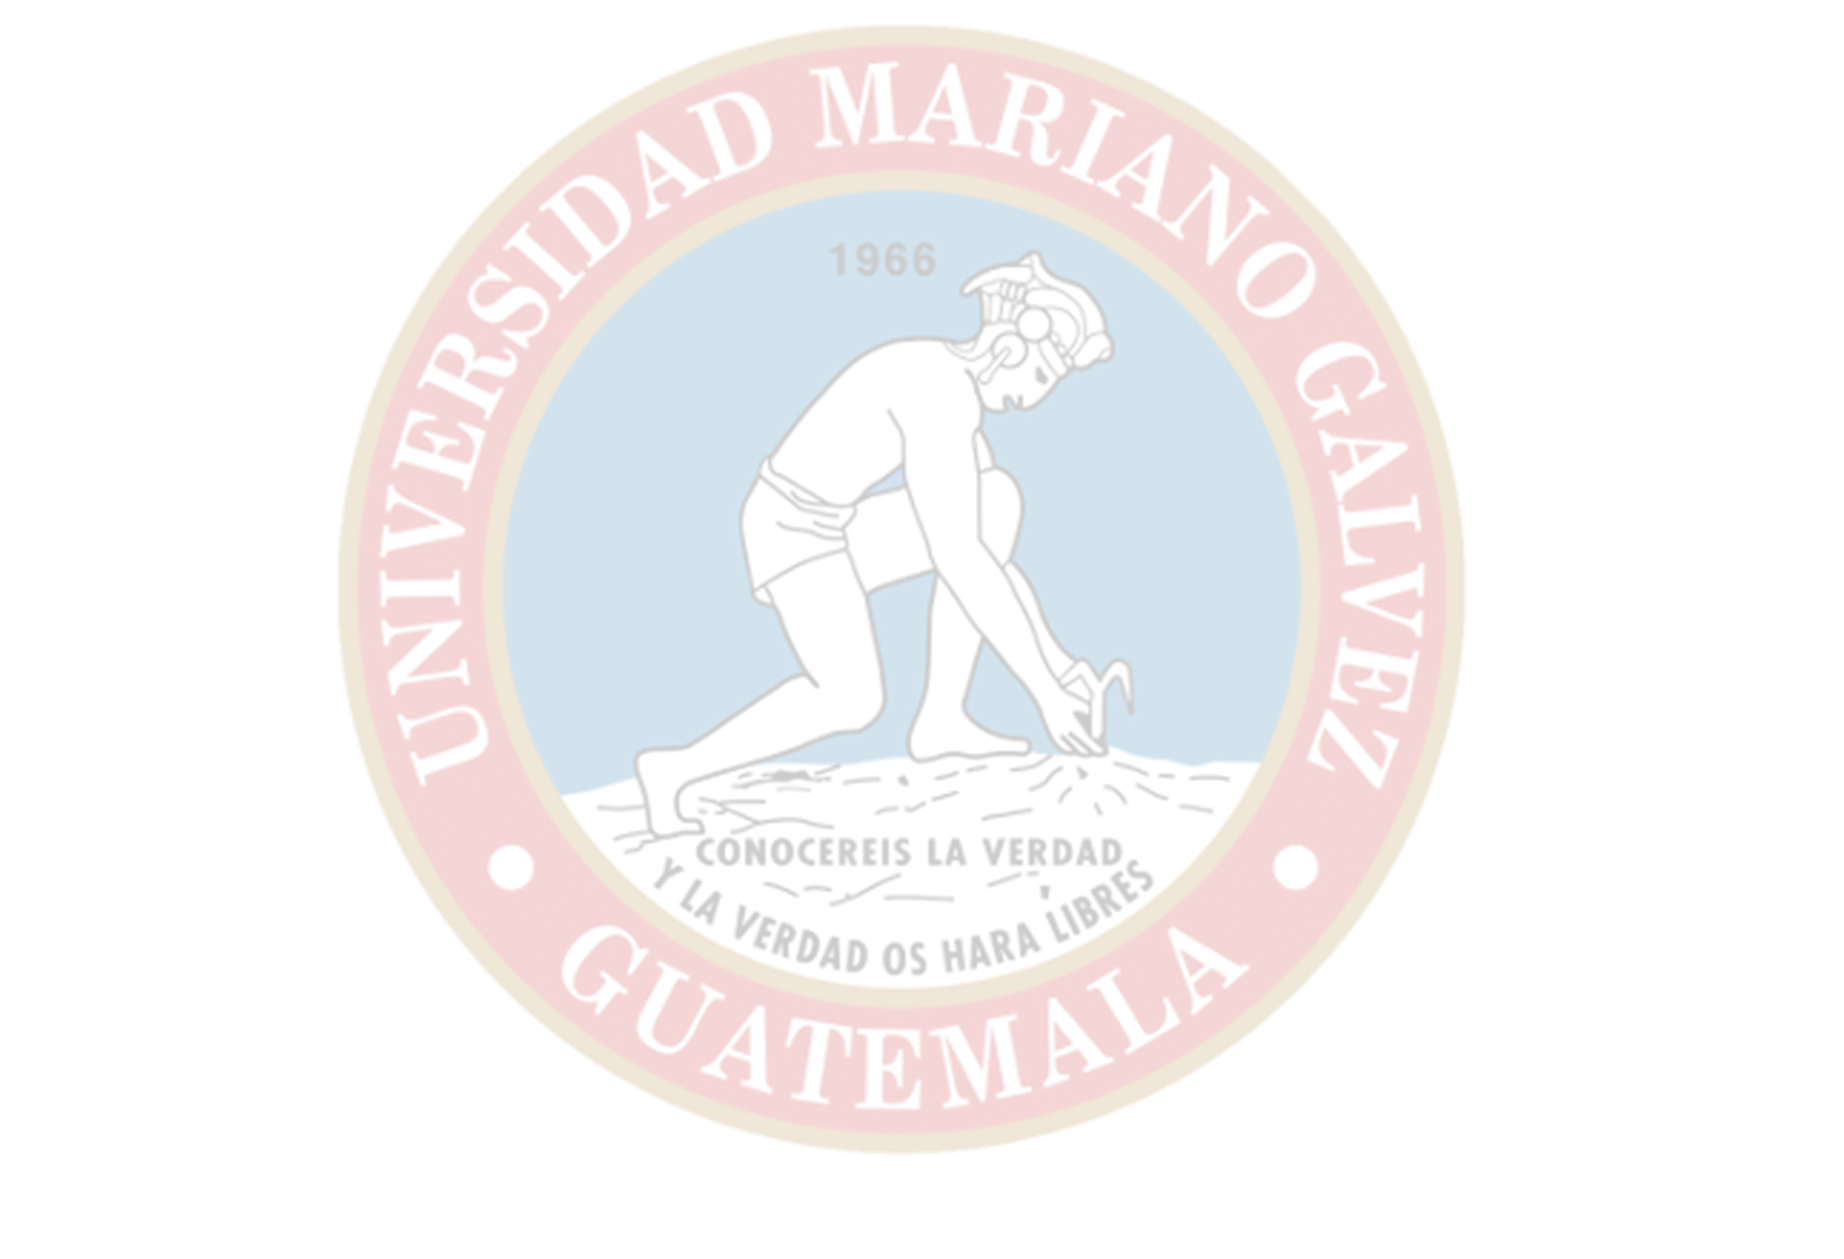 UNIVERSIDAD MARIANO GALVEZ
1966
CONOCEREIS LA VERDAD
Y LA VERDAD OS HARA LIBRES
GUATEMALA